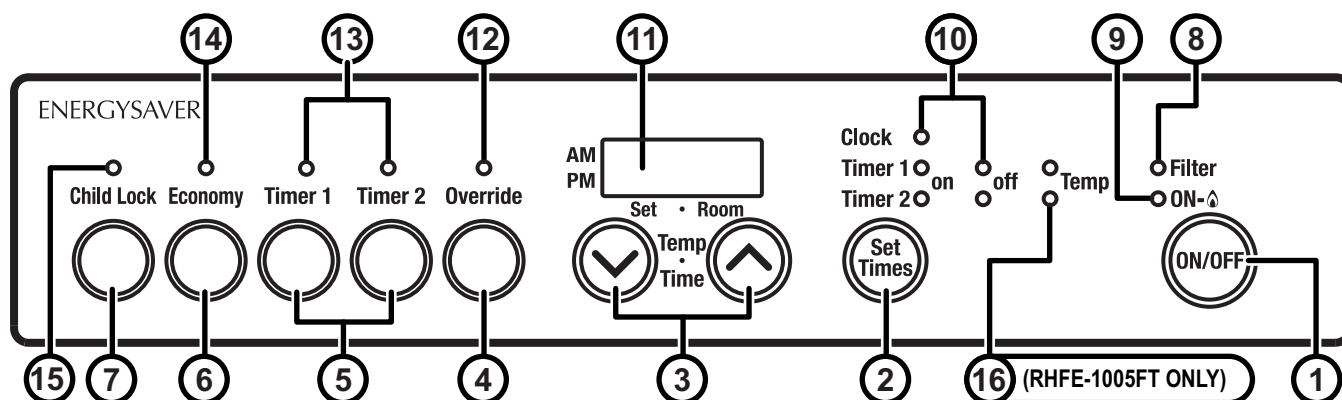 14 13 12 11 10 9 8
ENERGYSAVER
Clock
AM
PM
Timer 1 on off Temp Filter
Timer 2 ON-
Child Lock Economy Timer 1 Timer 2 Override
Set · Room
Temp
·
Time
Set
Times
ON/OFF
15 7 6 5 4 3 2 16 (RHFE-1005FT ONLY) 1